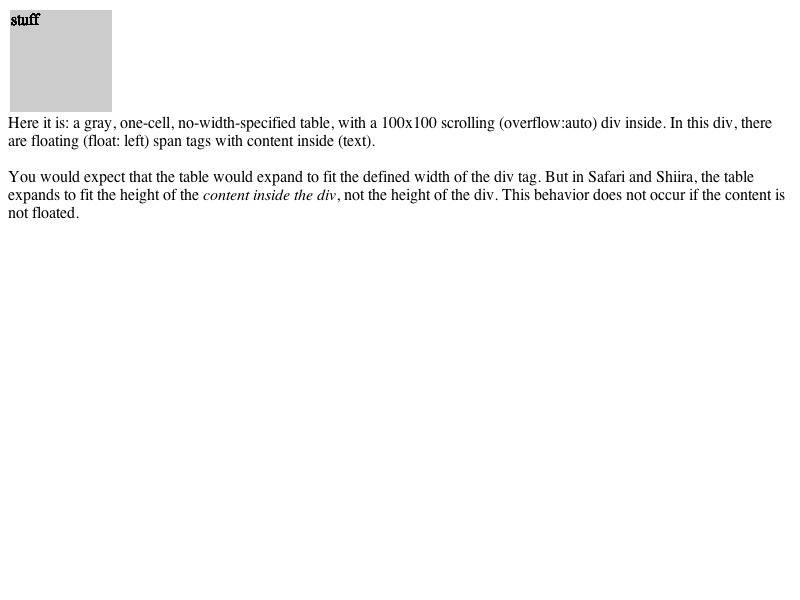 stuff
Here it is: a gray, one-cell, no-width-specified table, with a 100x100 scrolling (overflow:auto) div inside. In this div, there
are floating (float: left) span tags with content inside (text).
You would expect that the table would expand to fit the defined width of the div tag. But in Safari and Shiira, the table
expands to fit the height of the content inside the div, not the height of the div. This behavior does not occur if the content is
not floated.